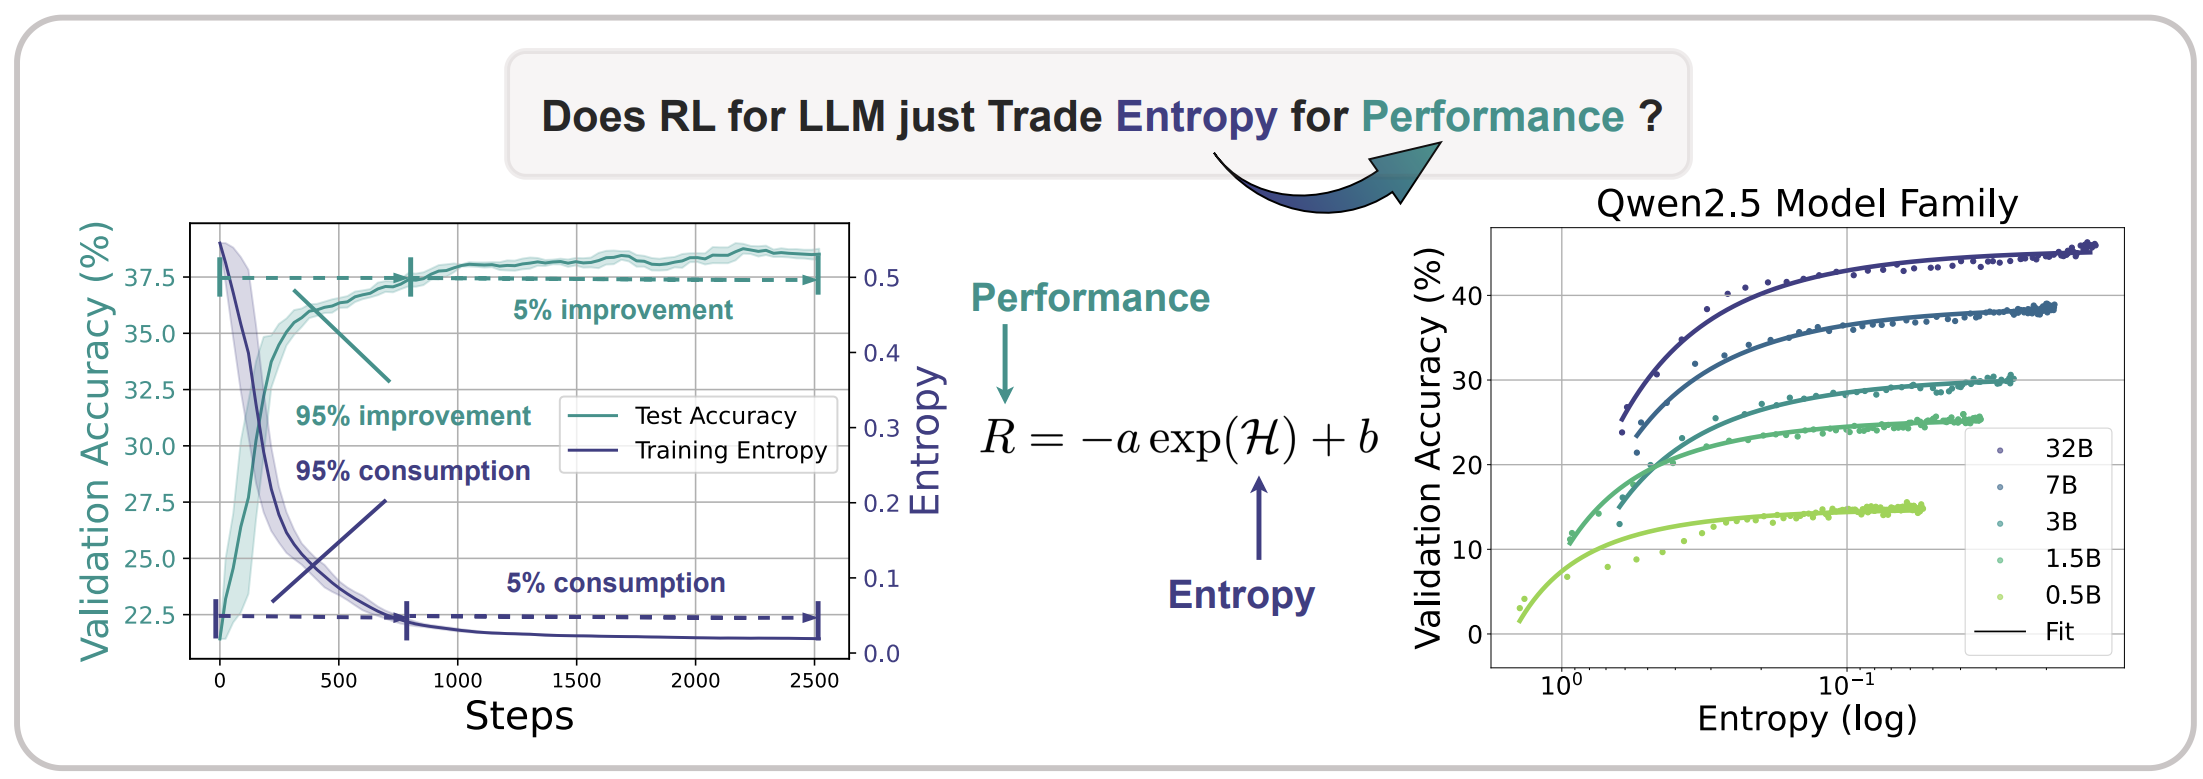 Does RL for LLM just Trade Entropy for Performance ?
Validation Accuracy (%)
37.5
35.0
32.5
30.0
27.5
25.0
22.5
0
500
1000
1500
2000
2500
Steps
0.5
0.4
0.3
0.2
0.1
0.0
Entropy
5% improvement
95% improvement
95% consumption
5% consumption
Test Accuracy
Training Entropy
Performance
R = −a exp(ℋ) + b
Entropy
Qwen2.5 Model Family
Validation Accuracy (%)
40
30
20
10
0
10⁰
10⁻¹
Entropy (log)
32B
7B
3B
1.5B
0.5B
Fit